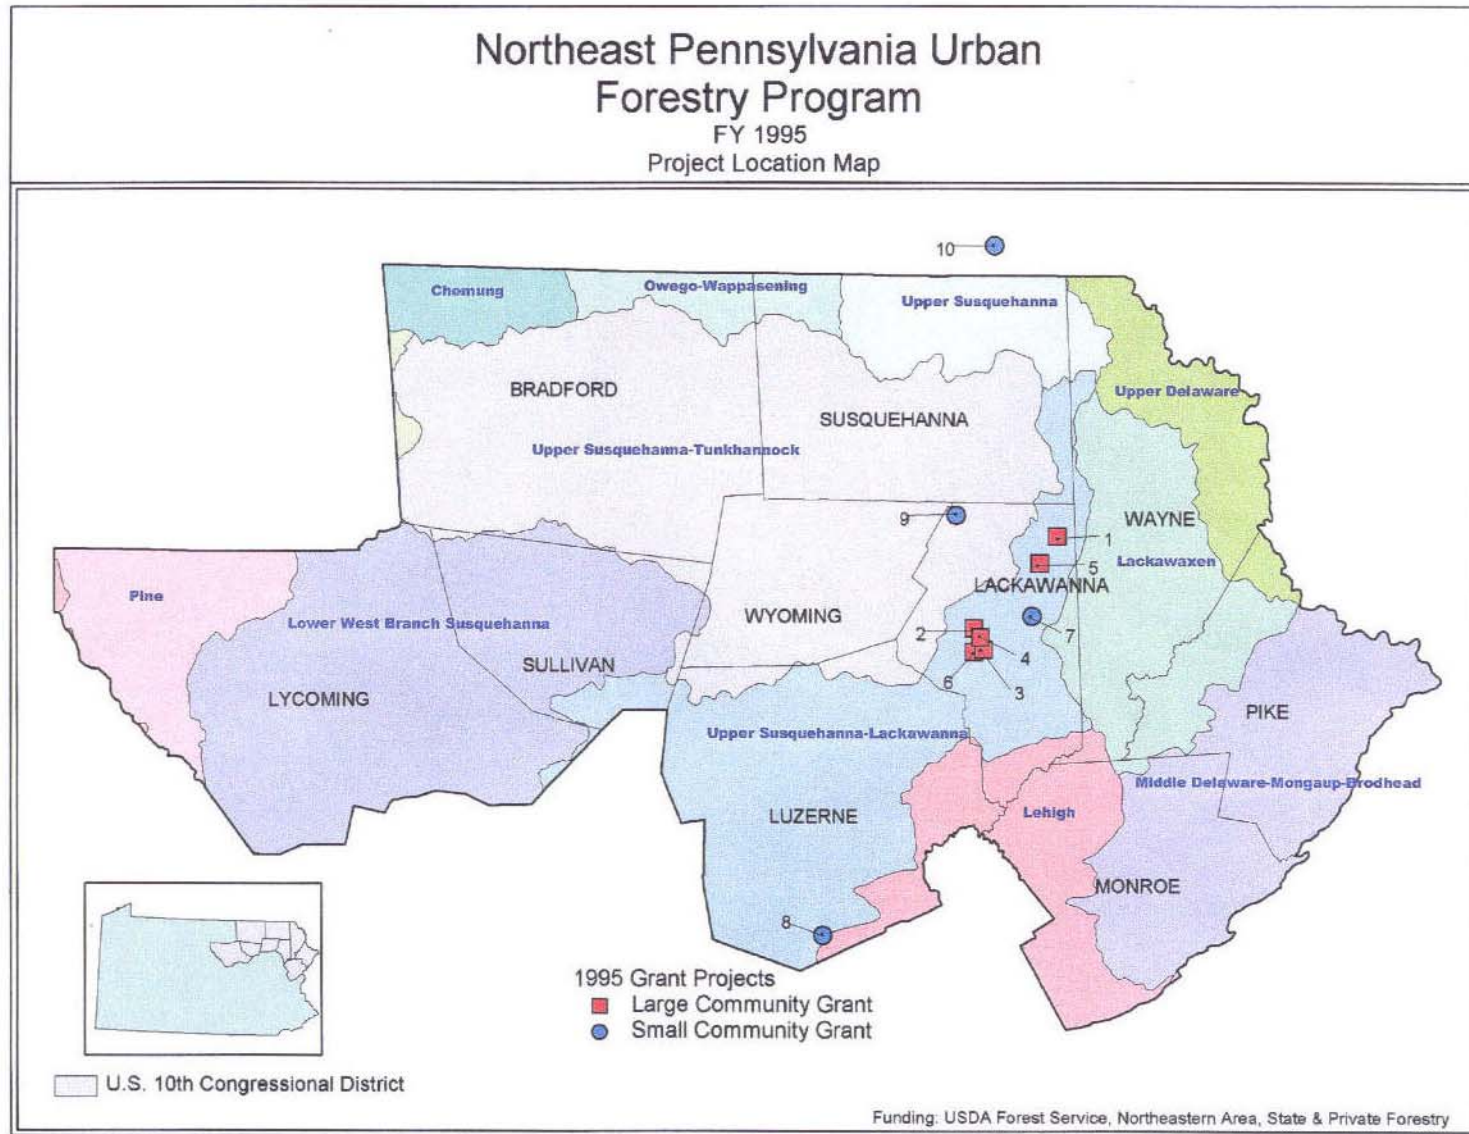 Northeast Pennsylvania Urban
Forestry Program
FY 1995
Project Location Map
10
Chemung
Owego-Wappasening
Upper Susquehanna
BRADFORD
Upper Delaware
SUSQUEHANNA
Upper Susquehanna-Tunkhannock
9
WAYNE
1
Lackawaxen
5
LACKAWANNA
Pine
WYOMING
Lower West Branch Susquehanna
2
7
SULLIVAN
4
6
3
LYCOMING
PIKE
Upper Susquehanna-Lackawanna
Middle Delaware-Mongaup-Brodhead
LUZERNE
Lehigh
MONROE
8
1995 Grant Projects
Large Community Grant
Small Community Grant
U.S. 10th Congressional District
Funding: USDA Forest Service, Northeastern Area, State & Private Forestry